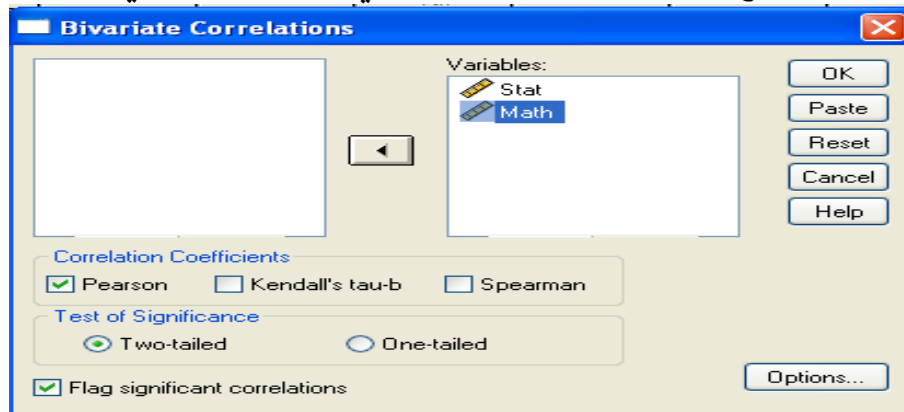 Bivariate Correlations
Variables:
Stat
Math
OK
Paste
Reset
Cancel
Help
Correlation Coefficients
Pearson
Kendall's tau-b
Spearman
Test of Significance
Two-tailed
One-tailed
Flag significant correlations
Options...